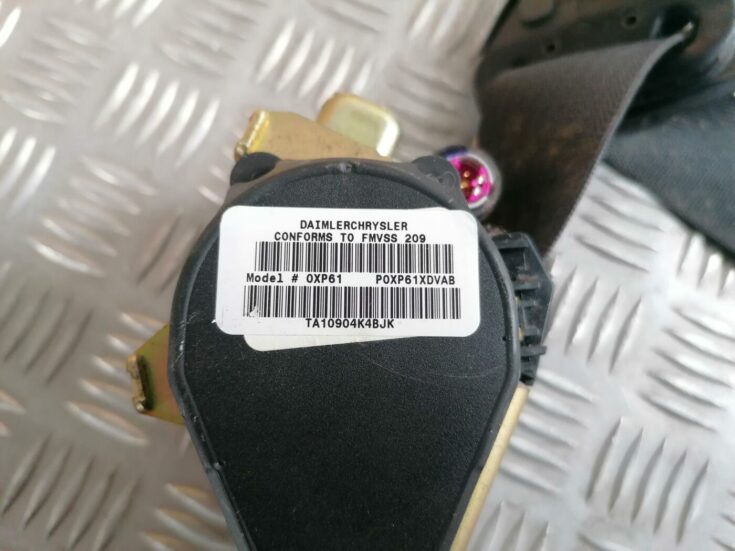 DAIMLERCHRYSLER
CONFORMS TO FMVSS 209
Model # 0XP61 P0XP61XDVAB
TA10904K4BJK